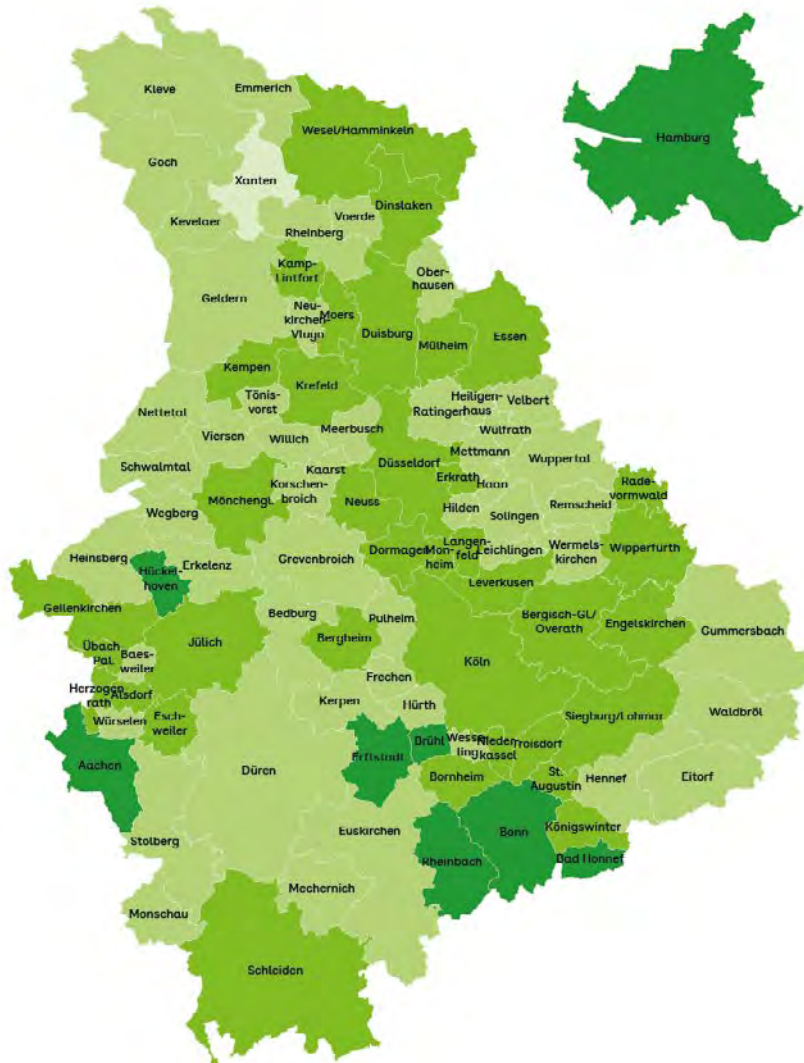 Kleve
Emmerich
Wesel/Hamminkeln
Hamburg
Goch
Xanten
Dinslaken
Kevelaer
Voerde
Rheinberg
Kamp-
Lintfort
Ober-
hausen
Geldern
Neu-
kirchen-
Vluyn
Moers
Duisburg
Mülheim
Essen
Kempen
Krefeld
Tönis-
vorst
Nettetal
Heiligen-
haus
Velbert
Ratingen
Viersen
Willich
Meerbusch
Wülfrath
Schwalmtal
Kaarst
Düsseldorf
Mettmann
Wuppertal
Korschen-
broich
Erkrath
Haan
Rade-
vormwald
Mönchengl.
Neuss
Hilden
Solingen
Remscheid
Wegberg
Heinsberg
Hückel-
hoven
Erkelenz
Grevenbroich
Dormagen
Mon-
heim
Langen-
feld
Leichlingen
Wermels-
kirchen
Wipperfürth
Leverkusen
Geilenkirchen
Bedburg
Pulheim
Bergisch-GL/
Overath
Engelskirchen
Gummersbach
Übach
Pal.
Baes-
weiler
Jülich
Bergheim
Köln
Frechen
Herzogen
rath
Alsdorf
Würselen
Esch-
weiler
Kerpen
Hürth
Siegburg/Lohmar
Waldbröl
Aachen
Düren
Erftstadt
Brühl
Wesse-
ling
Nieder-
kassel
Troisdorf
Bornheim
St.
Augustin
Hennef
Eitorf
Stolberg
Euskirchen
Rheinbach
Bonn
Königswinter
Bad Honnef
Monschau
Mechernich
Schleiden